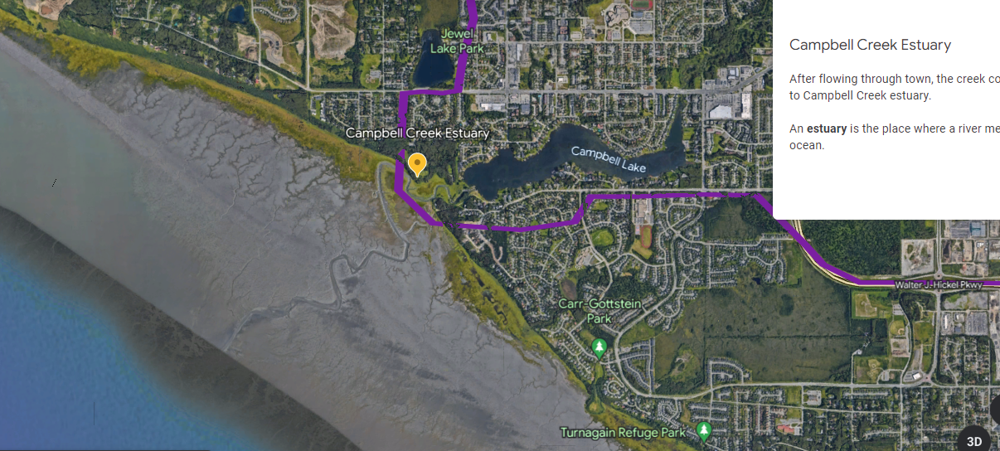 Jewel
Lake Park
Campbell Creek Estuary
Campbell Lake
Carr-Gottstein
Park
Turnagain Refuge Park
Walter J. Hickel Pkwy
Campbell Creek Estuary
After flowing through town, the creek co
to Campbell Creek estuary.
An estuary is the place where a river me
ocean.
3D